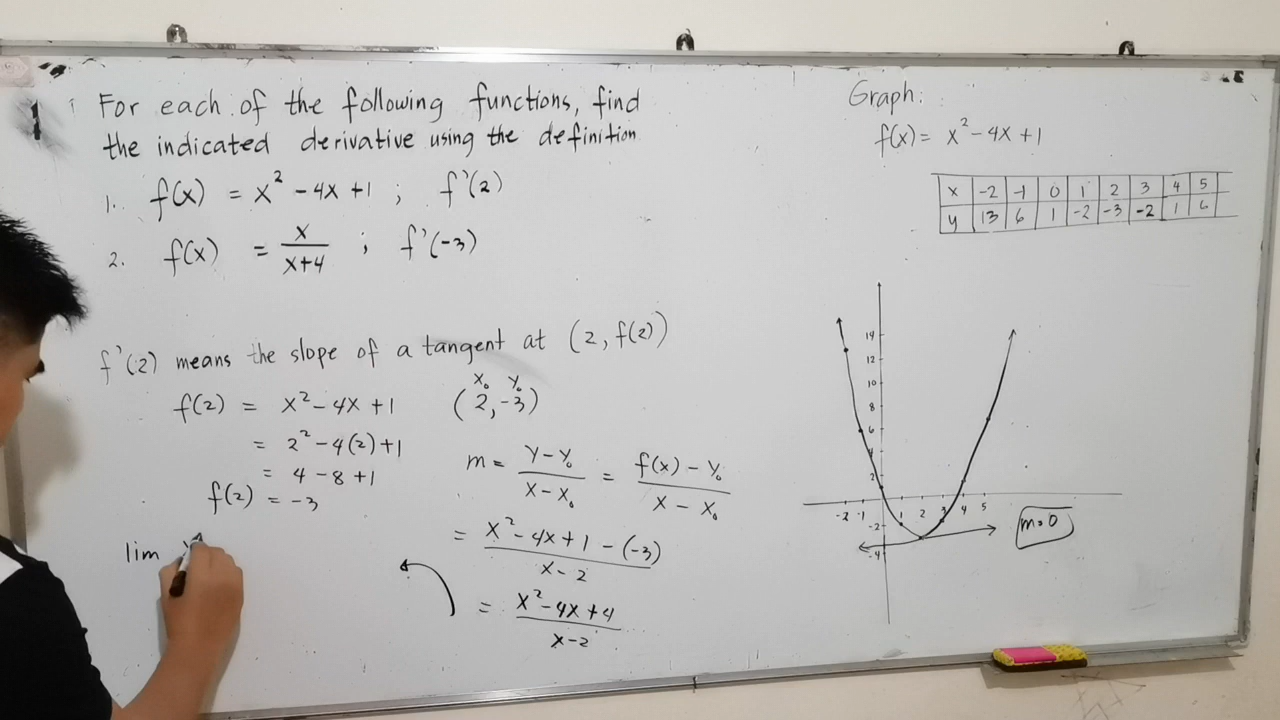 1
For each of the following functions, find
the indicated derivative using the definition
1. f(x) = x² - 4x + 1 ; f'(2)
2. f(x) = x/(x+4) ; f'(-3)
f'(2) means the slope of a tangent at (2, f(2))
f(2) = x² - 4x + 1
= 2² - 4(2) + 1
= 4 - 8 + 1
f(2) = -3
lim
x₀ y₀
(2, -3)
m = (y - y₀)/(x - x₀) = (f(x) - y₀)/(x - x₀)
= (x² - 4x + 1 - (-3))/(x - 2)
= (x² - 4x + 4)/(x - 2)
Graph:
f(x) = x² - 4x + 1
x -2 -1 0 1 2 3 4 5
y 13 6 1 -2 -3 -2 1 6
14
12
10
8
6
4
2
-2 -1 1 2 3 4 5
-2
-4
m=0